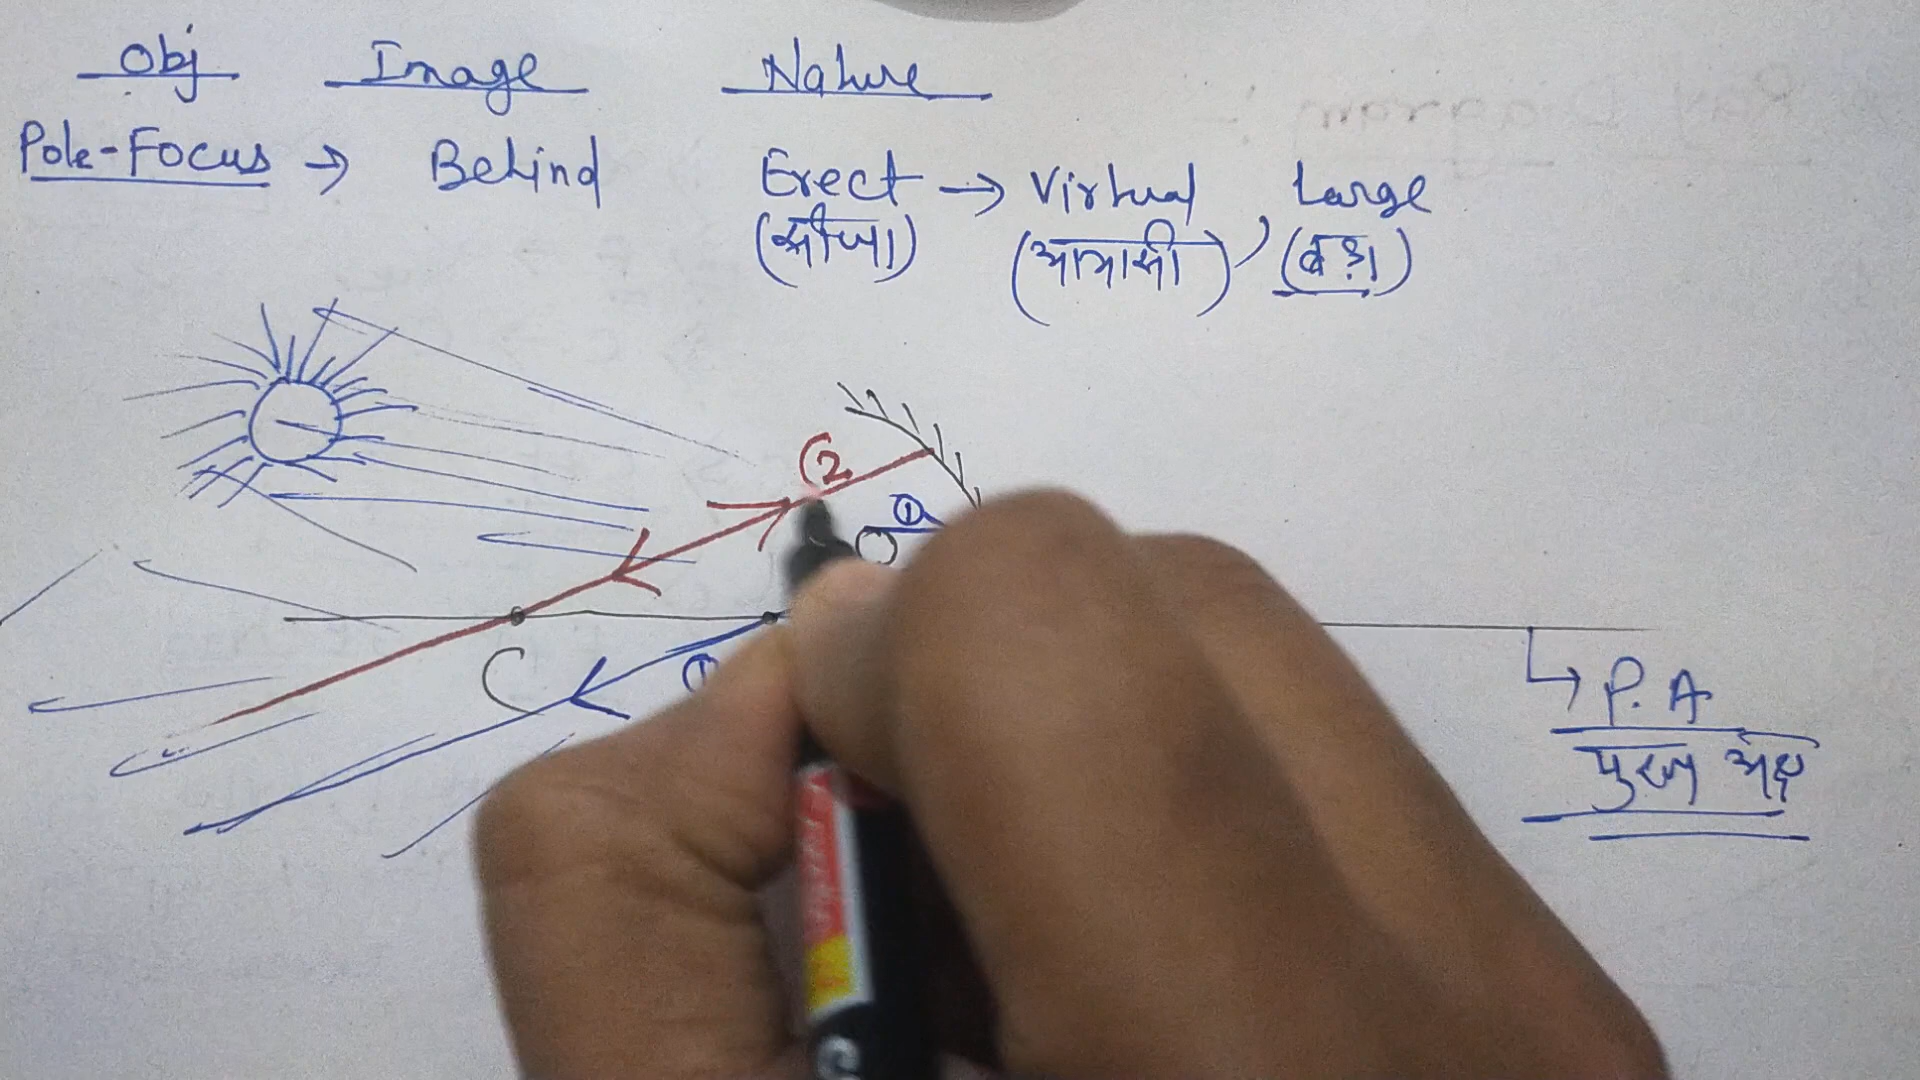 Obj Image Nature
Pole-Focus → Behind Erect → Virtual, Large
(सीधा) (आभासी) (बड़ा)
2
1
C
1
P.A
मुख्य अक्ष